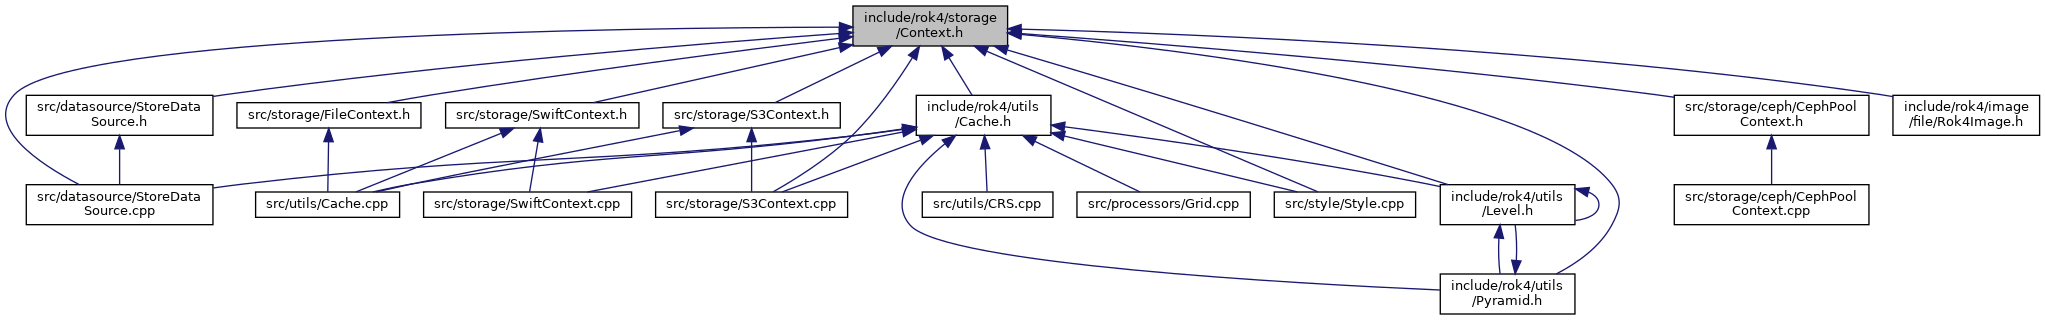 include/rok4/storage
/Context.h
src/datasource/StoreData
Source.h
src/storage/FileContext.h
src/storage/SwiftContext.h
src/storage/S3Context.h
include/rok4/utils
/Cache.h
src/storage/ceph/CephPool
Context.h
include/rok4/image
/file/Rok4Image.h
src/datasource/StoreData
Source.cpp
src/utils/Cache.cpp
src/storage/SwiftContext.cpp
src/storage/S3Context.cpp
src/utils/CRS.cpp
src/processors/Grid.cpp
src/style/Style.cpp
include/rok4/utils
/Level.h
src/storage/ceph/CephPool
Context.cpp
include/rok4/utils
/Pyramid.h